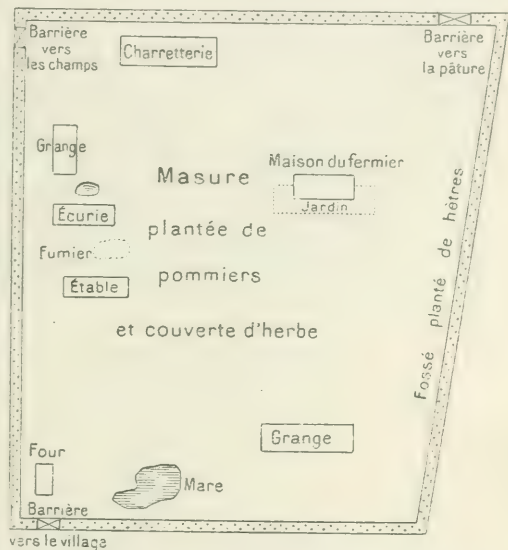 Barrière
vers
les champs
Charretterie
Barrière
vers
la pâture
Grange
Maison du fermier
Masure
Jardin
Écurie
plantée de
Fumier
Étable
pommiers
et couverte d'herbe
Fossé planté de hêtres
Grange
Four
Mare
Barrière
vers le village